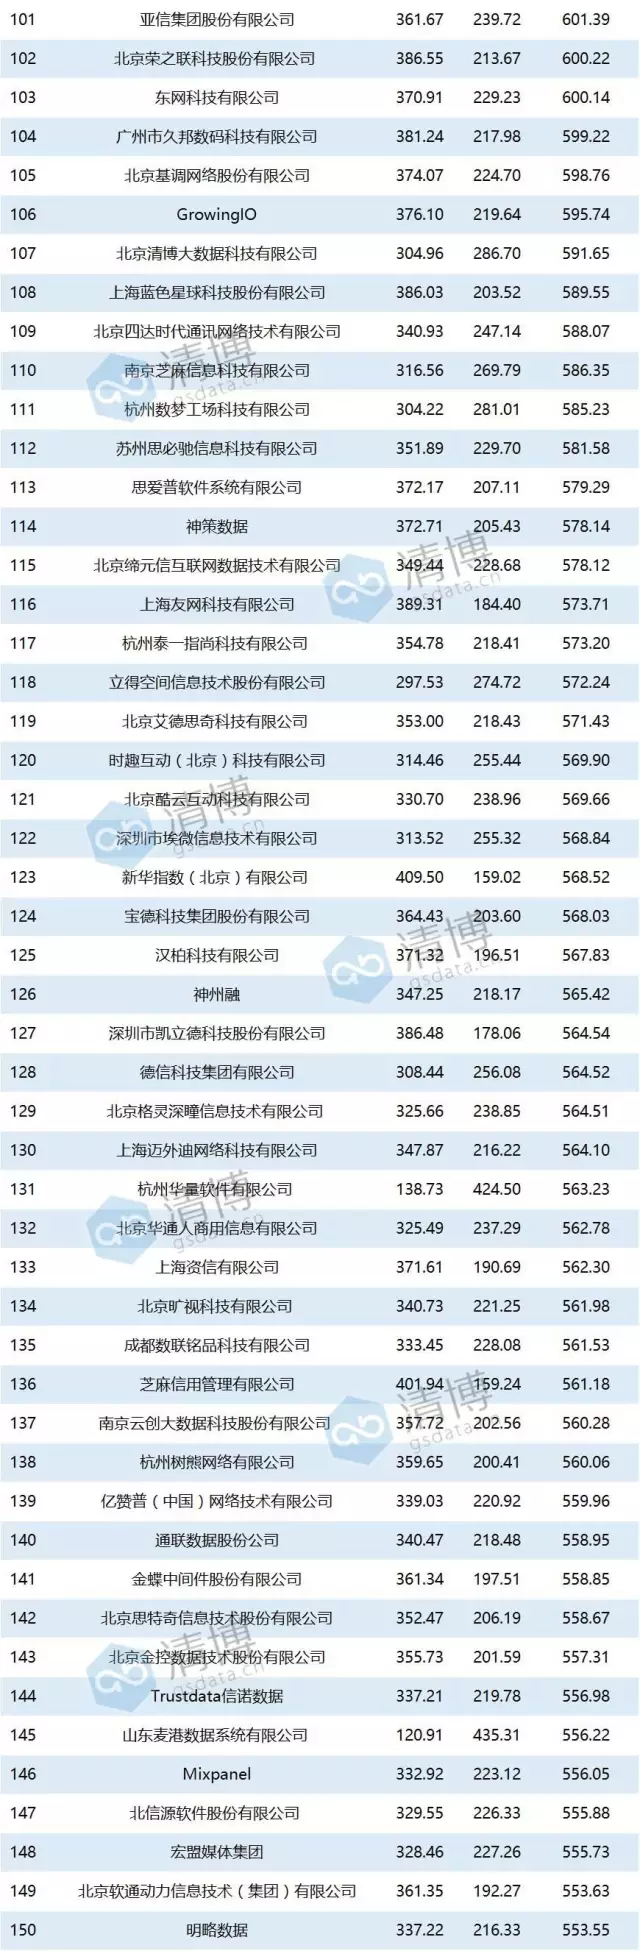 101 亚信集团股份有限公司 361.67 239.72 601.39
102 北京荣之联科技股份有限公司 386.55 213.67 600.22
103 东网科技有限公司 370.91 229.23 600.14
104 广州市久邦数码科技有限公司 381.24 217.98 599.22
105 北京基调网络股份有限公司 374.07 224.70 598.76
106 GrowingIO 376.10 219.64 595.74
107 北京清博大数据科技有限公司 304.96 286.70 591.65
108 上海蓝色星球科技股份有限公司 386.03 203.52 589.55
109 北京四达时代通讯网络技术有限公司 340.93 247.14 588.07
110 南京芝麻信息科技有限公司 316.56 269.79 586.35
111 杭州数梦工场科技有限公司 304.22 281.01 585.23
112 苏州思必驰信息科技有限公司 351.89 229.70 581.58
113 思爱普软件系统有限公司 372.17 207.11 579.29
114 神策数据 372.71 205.43 578.14
115 北京缔元信互联网数据技术有限公司 349.44 228.68 578.12
116 上海友网科技有限公司 389.31 184.40 573.71
117 杭州泰一指尚科技有限公司 354.78 218.41 573.20
118 立得空间信息技术股份有限公司 297.53 274.72 572.24
119 北京艾德思奇科技有限公司 353.00 218.43 571.43
120 时趣互动（北京）科技有限公司 314.46 255.44 569.90
121 北京酷云互动科技有限公司 330.70 238.96 569.66
122 深圳市埃微信息技术有限公司 313.52 255.32 568.84
123 新华指数（北京）有限公司 409.50 159.02 568.52
124 宝德科技集团股份有限公司 364.43 203.60 568.03
125 汉柏科技有限公司 371.32 196.51 567.83
126 神州融 347.25 218.17 565.42
127 深圳市凯立德科技股份有限公司 386.48 178.06 564.54
128 德信科技集团有限公司 308.44 256.08 564.52
129 北京格灵深瞳信息技术有限公司 325.66 238.85 564.51
130 上海迈外迪网络科技有限公司 347.87 216.22 564.10
131 杭州华量软件有限公司 138.73 424.50 563.23
132 北京华通人商用信息有限公司 325.49 237.29 562.78
133 上海资信有限公司 371.61 190.69 562.30
134 北京旷视科技有限公司 340.73 221.25 561.98
135 成都数联铭品科技有限公司 333.45 228.08 561.53
136 芝麻信用管理有限公司 401.94 159.24 561.18
137 南京云创大数据科技股份有限公司 357.72 202.56 560.28
138 杭州树熊网络有限公司 359.65 200.41 560.06
139 亿赞普（中国）网络技术有限公司 339.03 220.92 559.96
140 通联数据股份公司 340.47 218.48 558.95
141 金蝶中间件股份有限公司 361.34 197.51 558.85
142 北京思特奇信息技术股份有限公司 352.47 206.19 558.67
143 北京金控数据技术股份有限公司 355.73 201.59 557.31
144 Trustdata信诺数据 337.21 219.78 556.98
145 山东麦港数据系统有限公司 120.91 435.31 556.22
146 Mixpanel 332.92 223.12 556.05
147 北信源软件股份有限公司 329.55 226.33 555.88
148 宏盟媒体集团 328.46 227.26 555.73
149 北京软通动力信息技术（集团）有限公司 361.35 192.27 553.63
150 明略数据 337.22 216.33 553.55
清博
gsdata.cn
清博
gsdata.cn
清博
gsdata.cn
清博
gsdata.cn
清博
gsdata.cn
清博
gsdata.cn
清博
gsdata.cn